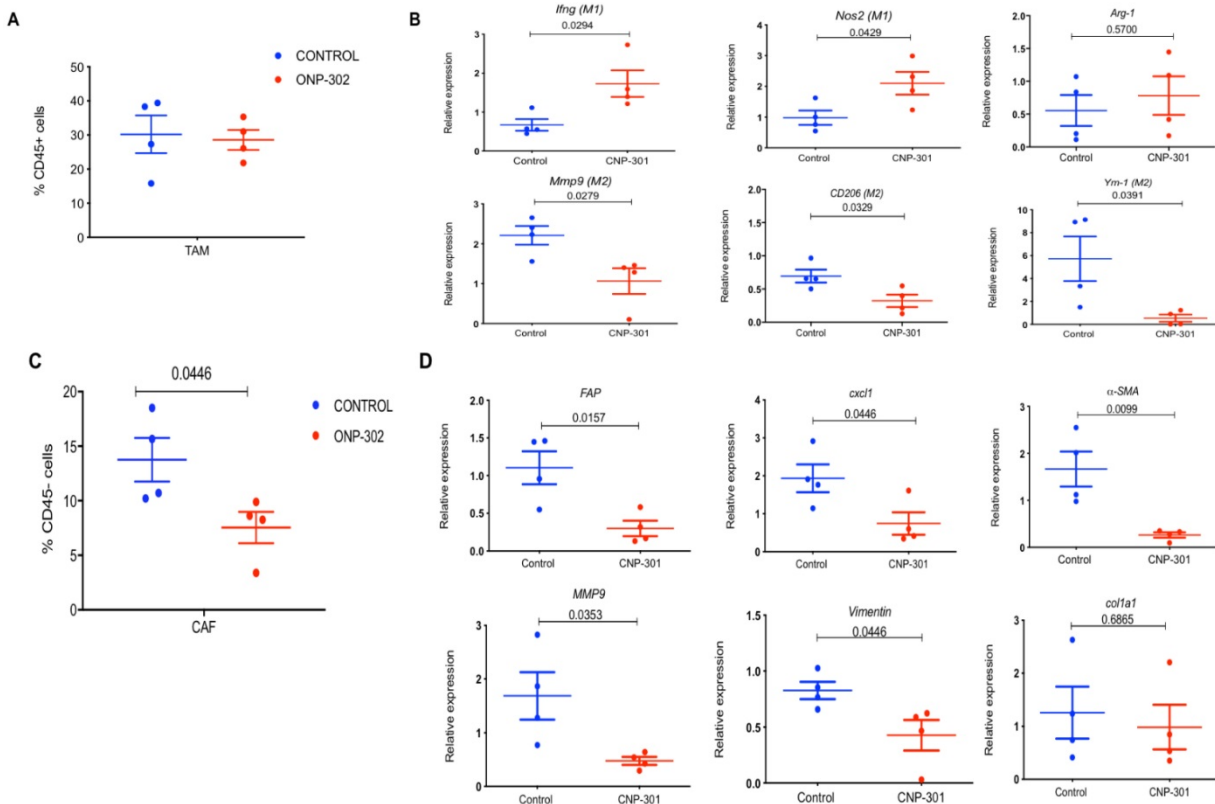 A
CONTROL
ONP-302
% CD45+ cells
50
40
30
20
10
0
TAM
B
Ifng (M1)
0.0294
Relative expression
3
2
1
0
Control
CNP-301
Nos2 (M1)
0.0429
Relative expression
4
3
2
1
0
Control
CNP-301
Arg-1
0.5700
Relative expression
2.0
1.5
1.0
0.5
0.0
Control
CNP-301
Mmp9 (M2)
0.0279
Relative expression
3
2
1
0
Control
CNP-301
CD206 (M2)
0.0329
Relative expression
2.0
1.5
1.0
0.5
0.0
Control
CNP-301
Ym-1 (M2)
0.0391
Relative expression
10
8
6
4
2
0
Control
CNP-301
C
0.0446
CONTROL
ONP-302
% CD45- cells
20
15
10
5
0
CAF
D
FAP
0.0157
Relative expression
2.0
1.5
1.0
0.5
0.0
Control
CNP-301
cxcl1
0.0446
Relative expression
4
3
2
1
0
Control
CNP-301
α-SMA
0.0099
Relative expression
3
2
1
0
Control
CNP-301
MMP9
0.0353
Relative expression
3
2
1
0
Control
CNP-301
Vimentin
0.0446
Relative expression
1.5
1.0
0.5
0.0
Control
CNP-301
col1a1
0.6865
Relative expression
3
2
1
0
Control
CNP-301